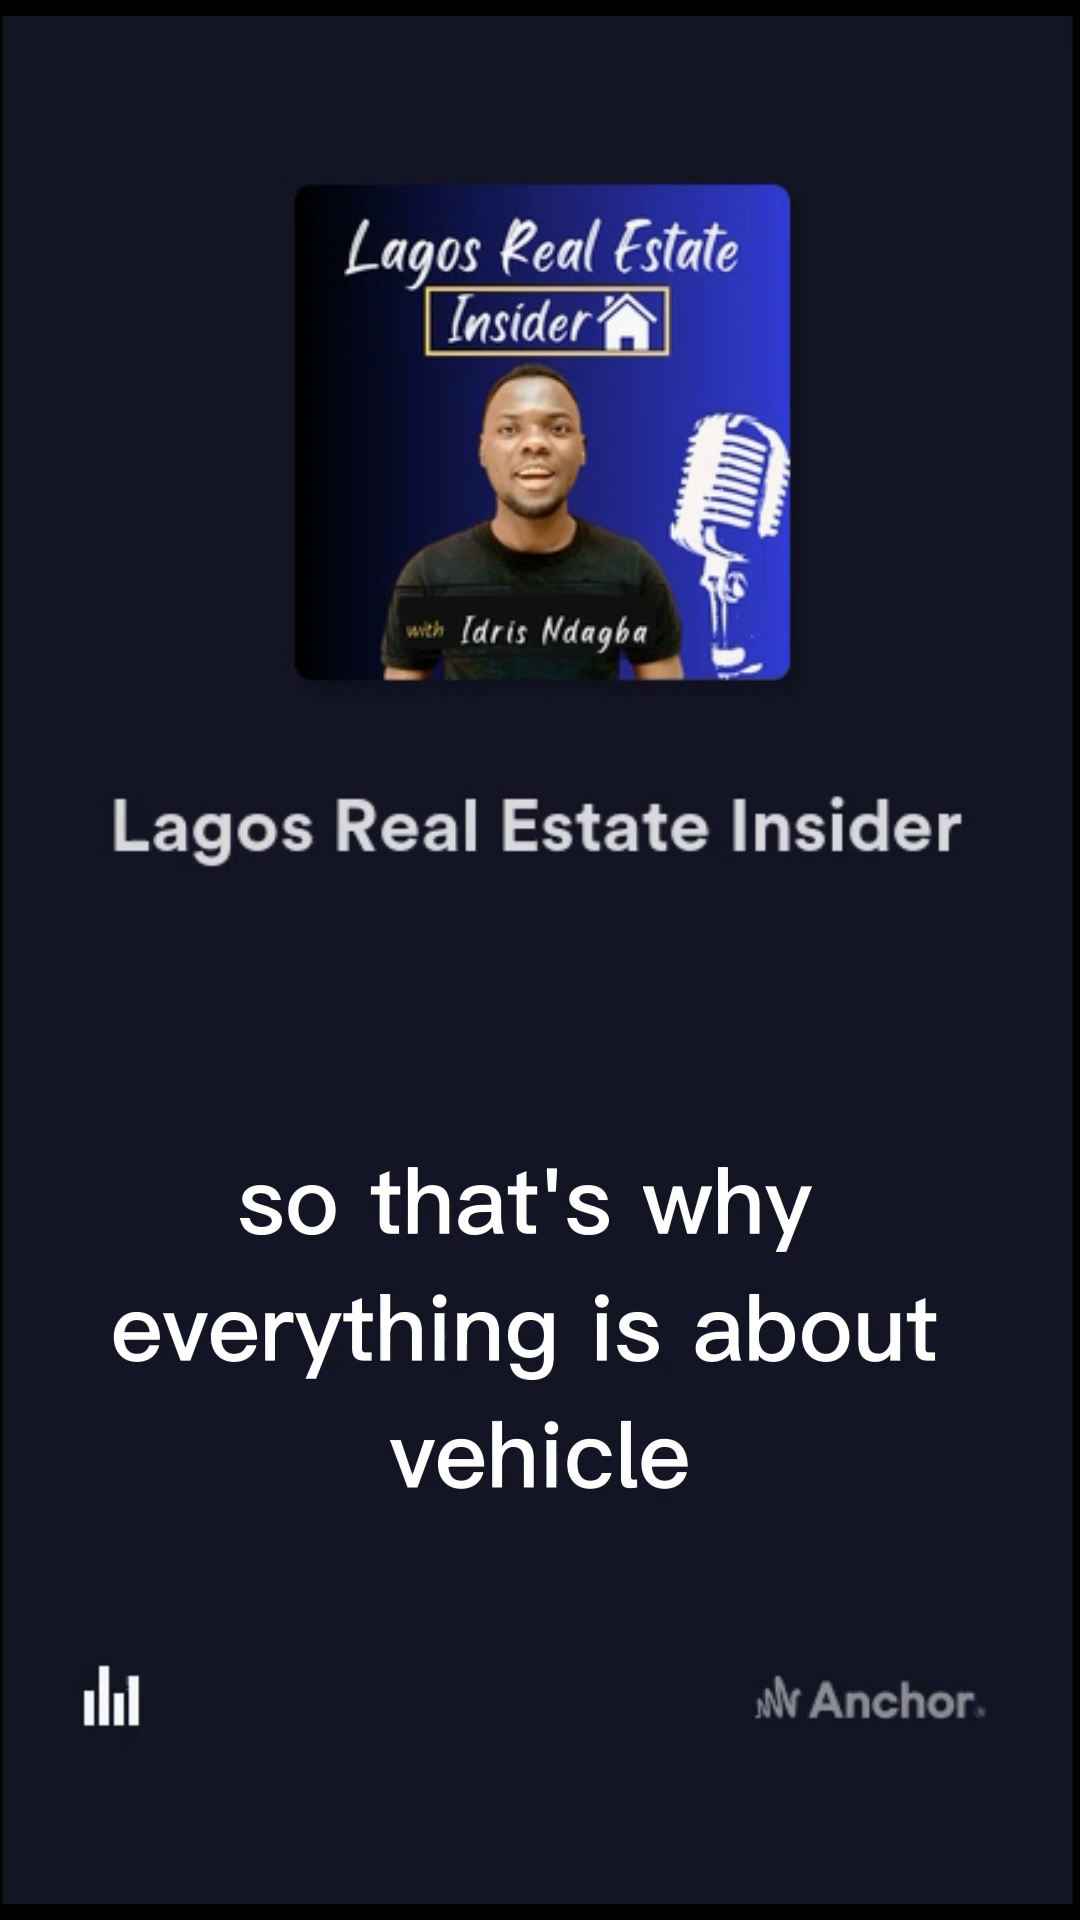 Lagos Real Estate
Insider
with Idris Ndagba
Lagos Real Estate Insider
so that's why
everything is about
vehicle
Anchor